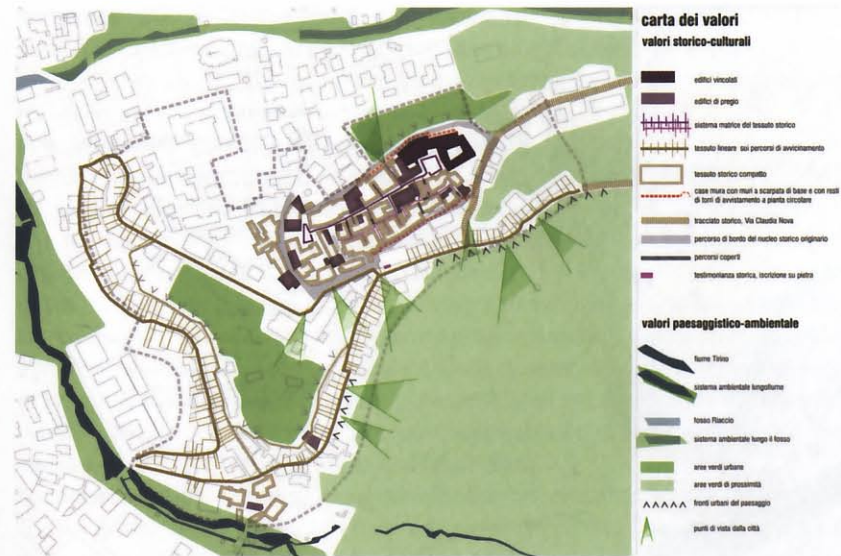 carta dei valori
valori storico-culturali
edifici vincolati
edifici di pregio
sistema matrice del tessuto storico
tessuto lineare sui percorsi di avvicinamento
tessuto storico compatto
case mura con muri a scarpata di base e con resti
di torri di avvistamento a pianta circolare
tracciato storico, Via Claudia Nova
percorso di bordo del nucleo storico originario
percorsi coperti
testimonianza storica, iscrizione su pietra
valori paesaggistico-ambientale
fiume Tirino
sistema ambientale lungofiume
fosso Riaccio
sistema ambientale lungo il fosso
aree verdi urbane
aree verdi di prossimità
fronti urbani del paesaggio
punti di vista dalla città